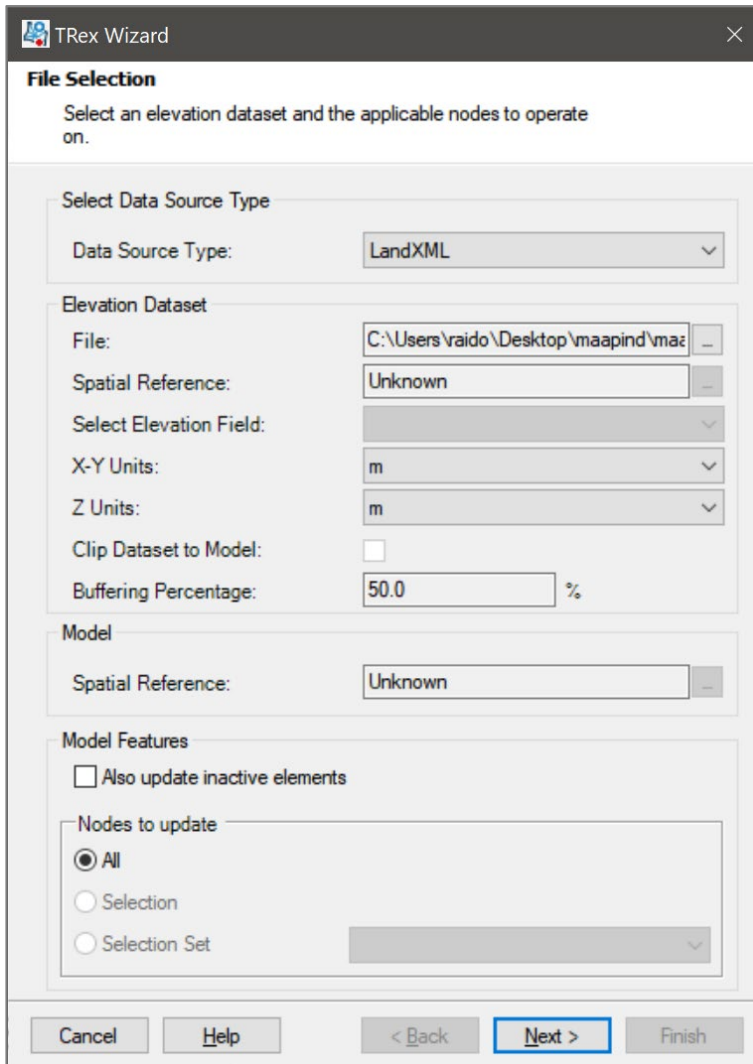 TRex Wizard
File Selection
Select an elevation dataset and the applicable nodes to operate
on.
Select Data Source Type
Data Source Type: LandXML
Elevation Dataset
File: C:\Users\raido\Desktop\maapind\maa ...
Spatial Reference: Unknown ...
Select Elevation Field:
X-Y Units: m
Z Units: m
Clip Dataset to Model:
Buffering Percentage: 50.0 %
Model
Spatial Reference: Unknown ...
Model Features
Also update inactive elements
Nodes to update
All
Selection
Selection Set
Cancel Help < Back Next > Finish